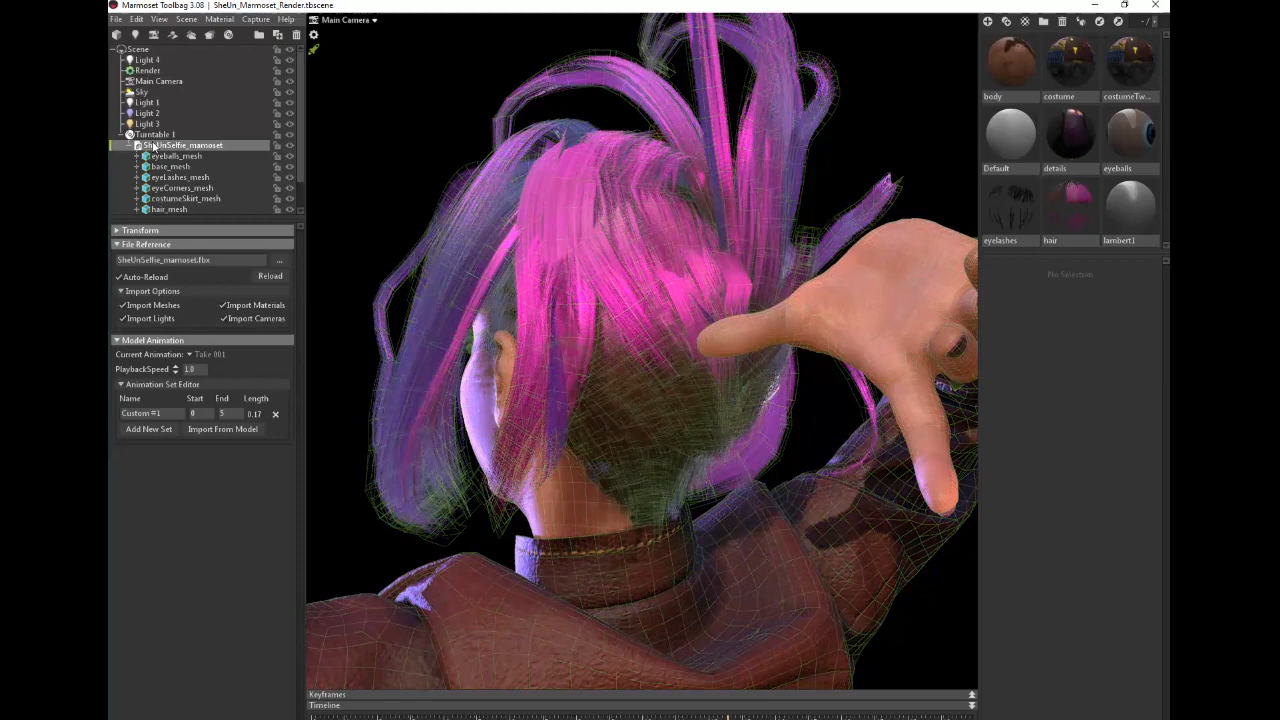 Marmoset Toolbag 3.08 | SheUn_Marmoset_Render.tbscene
File Edit View Scene Material Capture Help
Main Camera
Scene
Light 4
Render
Main Camera
Sky
Light 1
Light 2
Light 3
Turntable 1
SheUnSelfie_mamoset
eyeballs_mesh
base_mesh
eyeLashes_mesh
eyeCorners_mesh
costumeSkirt_mesh
hair_mesh
Transform
File Reference
SheUnSelfie_marmoset.fbx ...
Auto-Reload Reload
Import Options
Import Meshes Import Materials
Import Lights Import Cameras
Model Animation
Current Animation: Take 001
PlaybackSpeed 1.0
Animation Set Editor
Name Start End Length
Custom #1 0 5 0.17
Add New Set Import From Model
body costume costumeTw...
Default details eyeballs
eyelashes hair lambert1
No Selection
Keyframes
Timeline